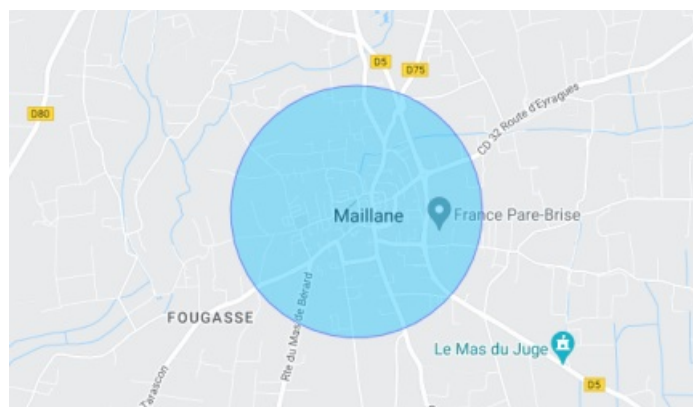 D5
D75
D80
CD 32 Route d'Eyragues
Maillane
France Pare-Brise
FOUGASSE
Rte du Mas de Bérard
Le Mas du Juge
Tarascon
D5